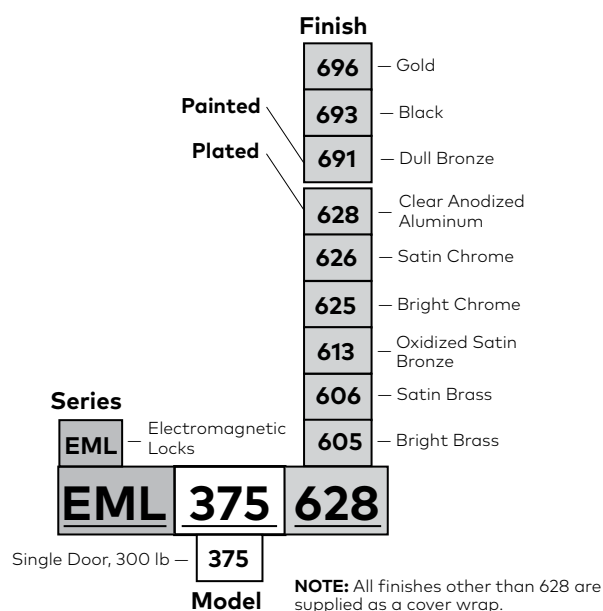 Finish
696 — Gold
Painted
693 — Black
Plated
691 — Dull Bronze
628 — Clear Anodized
Aluminum
626 — Satin Chrome
625 — Bright Chrome
613 — Oxidized Satin
Bronze
606 — Satin Brass
Series
EML — Electromagnetic
Locks
605 — Bright Brass
EML 375 628
Single Door, 300 lb — 375
Model
NOTE: All finishes other than 628 are
supplied as a cover wrap.